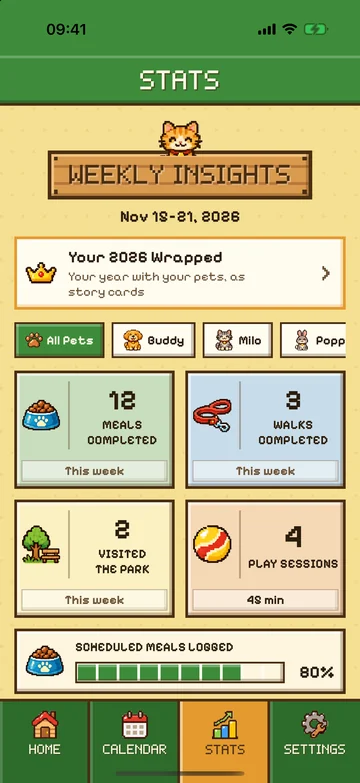 09:41
STATS
WEEKLY INSIGHTS
Nov 15-21, 2026
Your 2026 Wrapped
Your year with your pets, as
story cards
All Pets
Buddy
Milo
Popp
12
MEALS
COMPLETED
This week
3
WALKS
COMPLETED
This week
2
VISITED
THE PARK
This week
4
PLAY SESSIONS
45 min
SCHEDULED MEALS LOGGED
80%
HOME
CALENDAR
STATS
SETTINGS